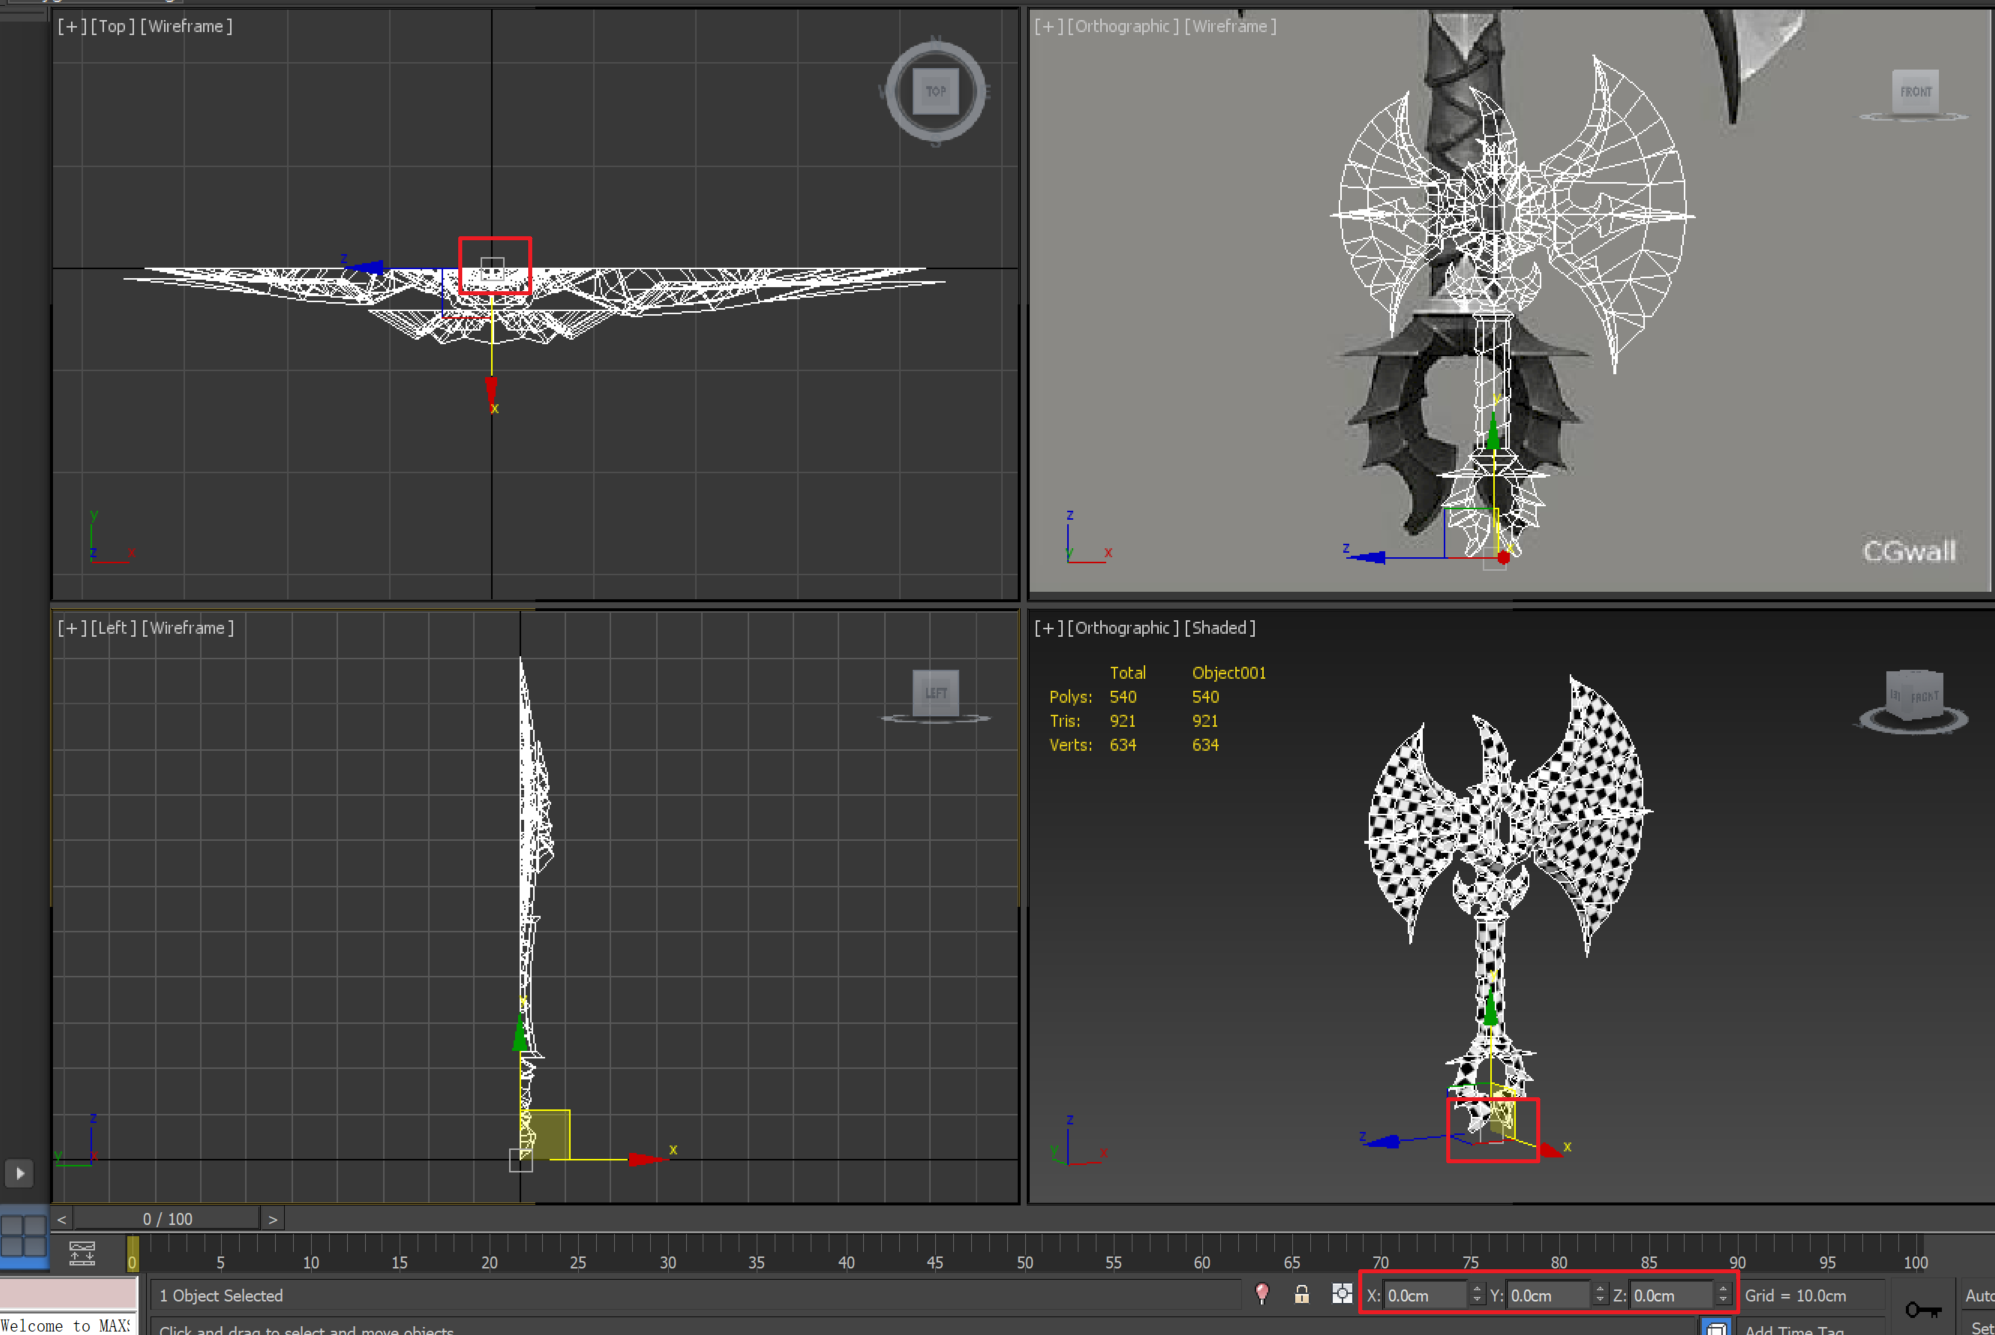 [+][Top][Wireframe]
N
TOP
S
z
x
y
z
x
[+][Orthographic][Wireframe]
FRONT
y
z
z
y
x
CGwall
[+][Left][Wireframe]
LEFT
x
z
y
[+][Orthographic][Shaded]
Total Object001
Polys: 540 540
Tris: 921 921
Verts: 634 634
FRONT
y
z
x
z
y
x
< 0 / 100 >
0 5 10 15 20 25 30 35 40 45 50 55 60 65 70 75 80 85 90 95 100
1 Object Selected
X: 0.0cm Y: 0.0cm Z: 0.0cm Grid = 10.0cm
Auto
Welcome to MAXS
Click and drag to select and move objects
Add Time Tag
Set